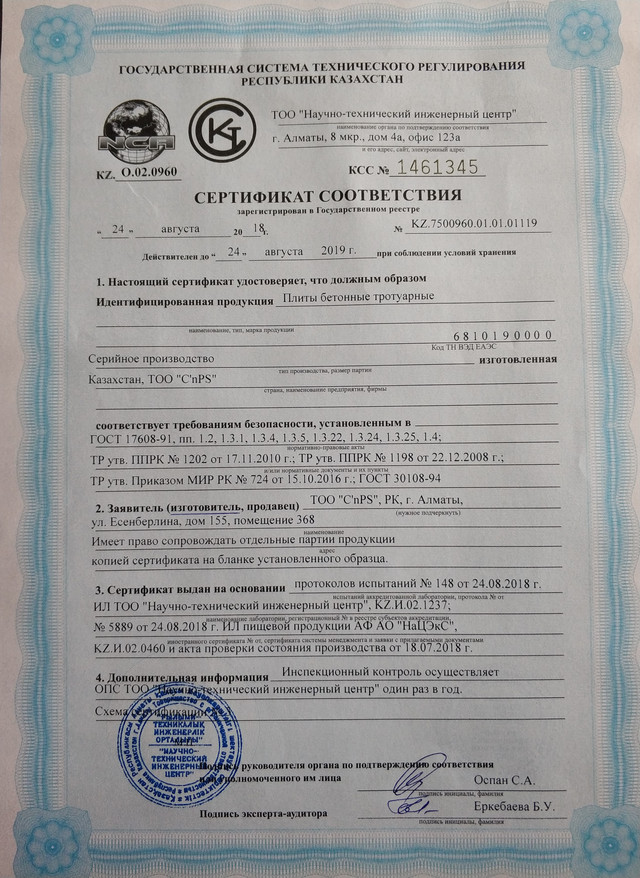 ГОСУДАРСТВЕННАЯ СИСТЕМА ТЕХНИЧЕСКОГО РЕГУЛИРОВАНИЯ
РЕСПУБЛИКИ КАЗАХСТАН
NCA
KZ. О.02.0960
ТОО "Научно-технический инженерный центр"
наименование органа по подтверждению соответствия
г. Алматы, 8 мкр., дом 4а, офис 123а
и его адрес, сайт, электронный адрес
КСС № 1461345
СЕРТИФИКАТ СООТВЕТСТВИЯ
зарегистрирован в Государственном реестре
" 24 " августа 20 18 г. № KZ.7500960.01.01.01119
Действителен до " 24 " августа 2019 г. при соблюдении условий хранения
1. Настоящий сертификат удостоверяет, что должным образом
Идентифицированная продукция Плиты бетонные тротуарные
наименование, тип, марка продукции
6810190000
Код ТН ВЭД ЕАЭС
Серийное производство изготовленная
тип производства, размер партии
Казахстан, ТОО "С'nPS"
страна, наименование предприятия, фирмы
соответствует требованиям безопасности, установленным в
ГОСТ 17608-91, пп. 1.2, 1.3.1, 1.3.4, 1.3.5, 1.3.22, 1.3.24, 1.3.25, 1.4;
нормативно-правовые акты
ТР утв. ППРК № 1202 от 17.11.2010 г.; ТР утв. ППРК № 1198 от 22.12.2008 г.;
и/или нормативные документы и их пункты
ТР утв. Приказом МИР РК № 724 от 15.10.2016 г.; ГОСТ 30108-94
2. Заявитель (изготовитель, продавец) ТОО "С'nPS", РК, г. Алматы,
(нужное подчеркнуть)
ул. Есенберлина, дом 155, помещение 368
наименование
Имеет право сопровождать отдельные партии продукции
адрес
копией сертификата на бланке установленного образца.
3. Сертификат выдан на основании протоколов испытаний № 148 от 24.08.2018 г.
испытаний аккредитованной лаборатории, протокола № от
ИЛ ТОО "Научно-технический инженерный центр", KZ.И.02.1237;
наименование лаборатории, регистрационный № в реестре субъектов аккредитации,
№ 5889 от 24.08.2018 г. ИЛ пищевой продукции АФ АО "НаЦЭкС",
иностранного сертификата № от, сертификата системы менеджмента и заявки с прилагаемыми документами
KZ.И.02.0460 и акта проверки состояния производства от 18.07.2018 г.
4. Дополнительная информация Инспекционный контроль осуществляет
ОПС ТОО "Научно-технический инженерный центр" один раз в год.
Схема сертификации
ҒЫЛЫМИ-
ТЕХНИКАЛЫҚ
ИНЖЕНЕРЛІК
ОРТАЛЫҒЫ"
"НАУЧНО-
ТЕХНИЧЕСКИЙ
ИНЖЕНЕРНЫЙ
ЦЕНТР"
Подпись руководителя органа по подтверждению соответствия
или уполномоченного им лица Оспан С.А.
подпись инициалы, фамилия
Еркебаева Б.У.
Подпись эксперта-аудитора
подпись инициалы, фамилия